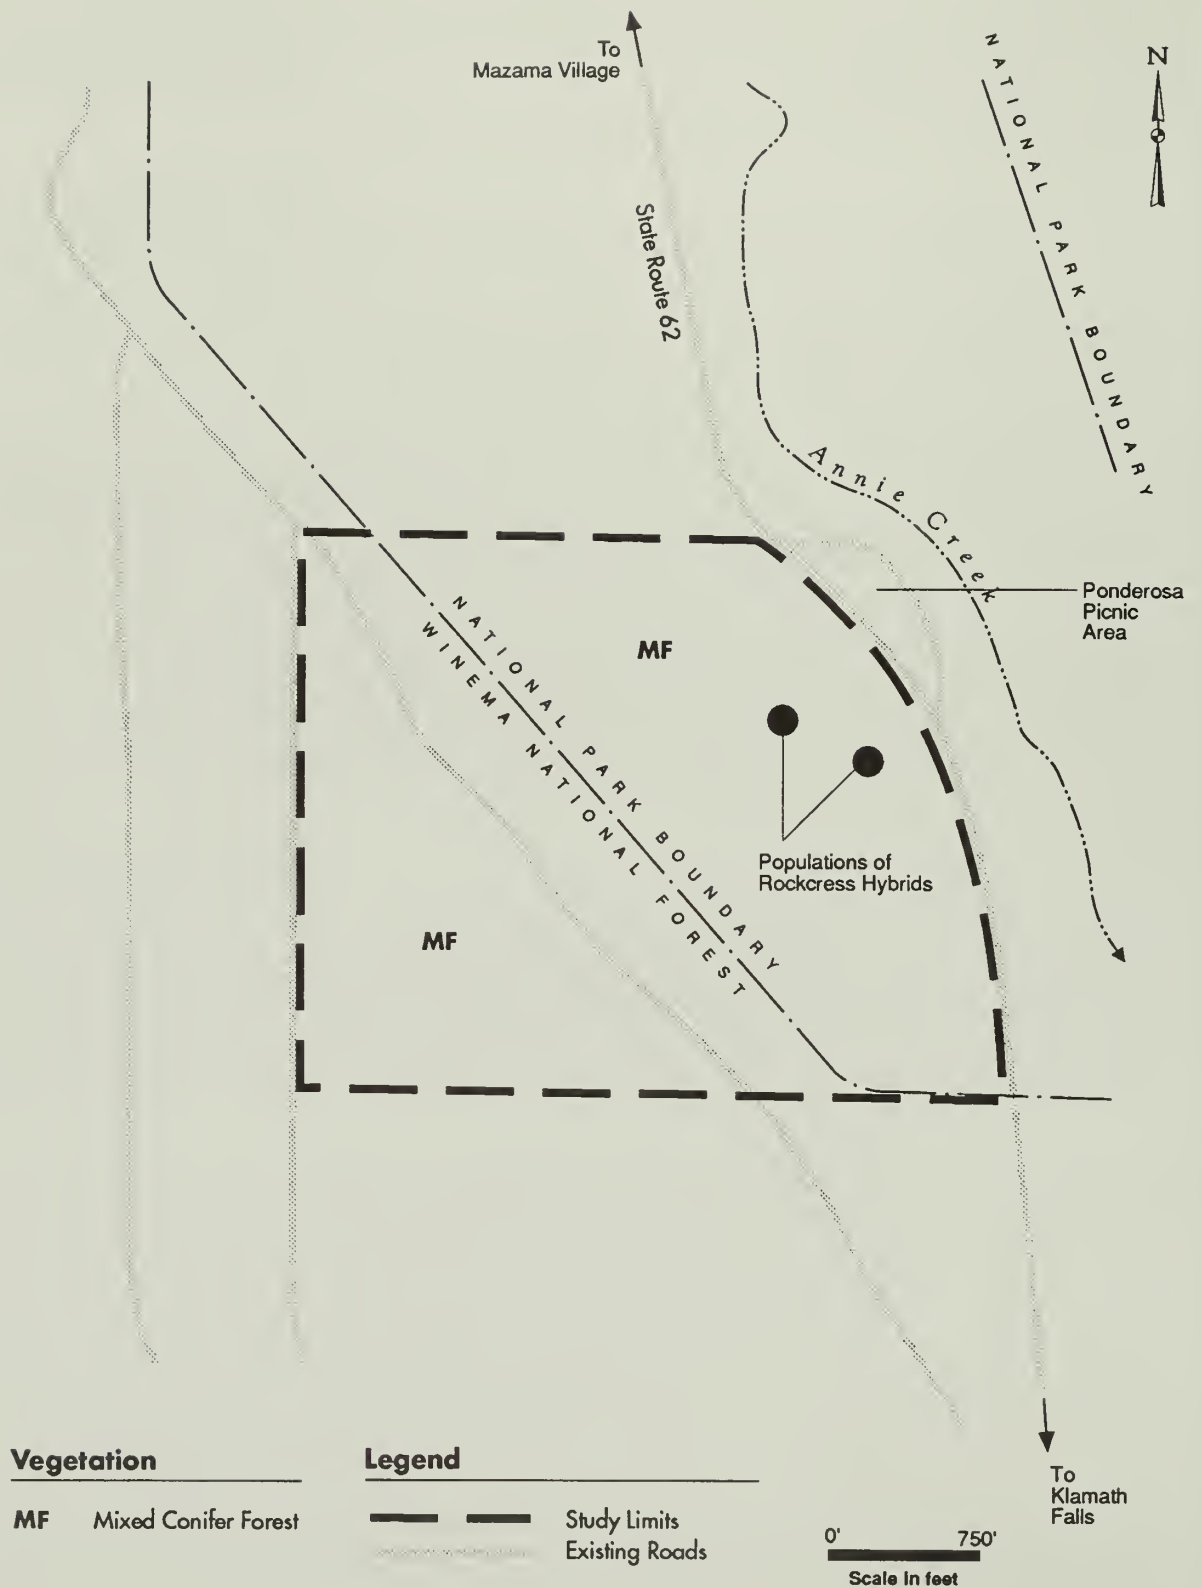 To
Mazama Village
N
NATIONAL PARK BOUNDARY
State Route 62
Annie Creek
Ponderosa
Picnic
Area
MF
NATIONAL PARK BOUNDARY
WINEMA NATIONAL FOREST
Populations of
Rockcress Hybrids
MF
To
Klamath
Falls
Vegetation
MF Mixed Conifer Forest
Legend
Study Limits
Existing Roads
0' 750'
Scale in feet